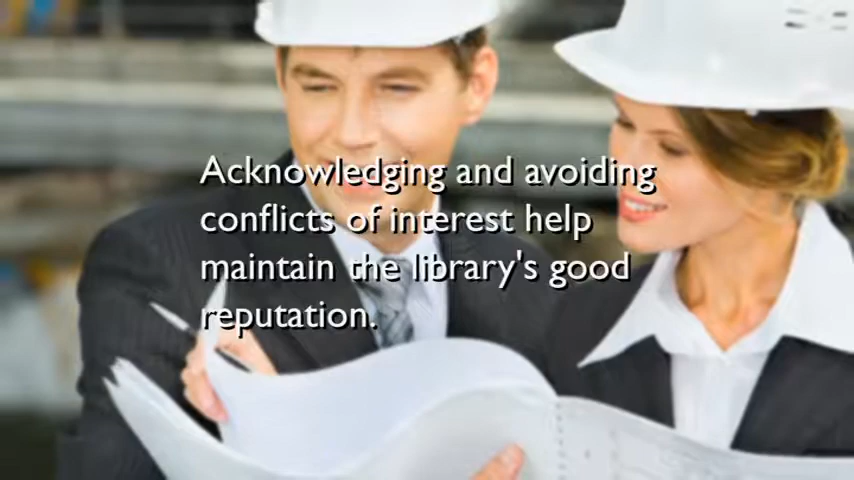 Acknowledging and avoiding
conflicts of interest help
maintain the library's good
reputation.